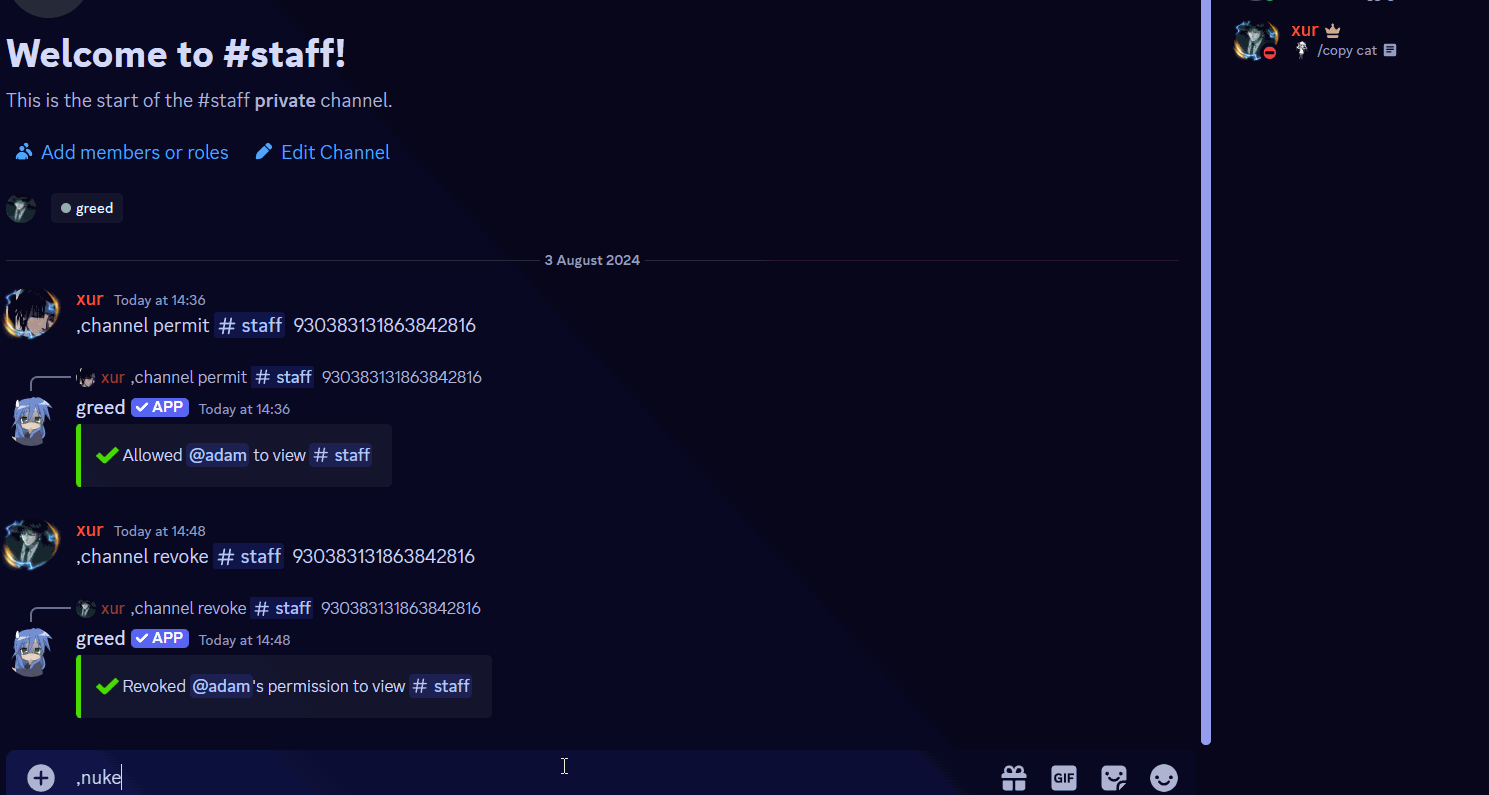 Welcome to #staff!
This is the start of the #staff private channel.
Add members or roles Edit Channel
greed
3 August 2024
xur Today at 14:36
,channel permit # staff 930383131863842816
xur ,channel permit # staff 930383131863842816
greed ✓ APP Today at 14:36
Allowed @adam to view # staff
xur Today at 14:48
,channel revoke # staff 930383131863842816
xur ,channel revoke # staff 930383131863842816
greed ✓ APP Today at 14:48
Revoked @adam's permission to view # staff
,nuke
GIF
xur
/copy cat